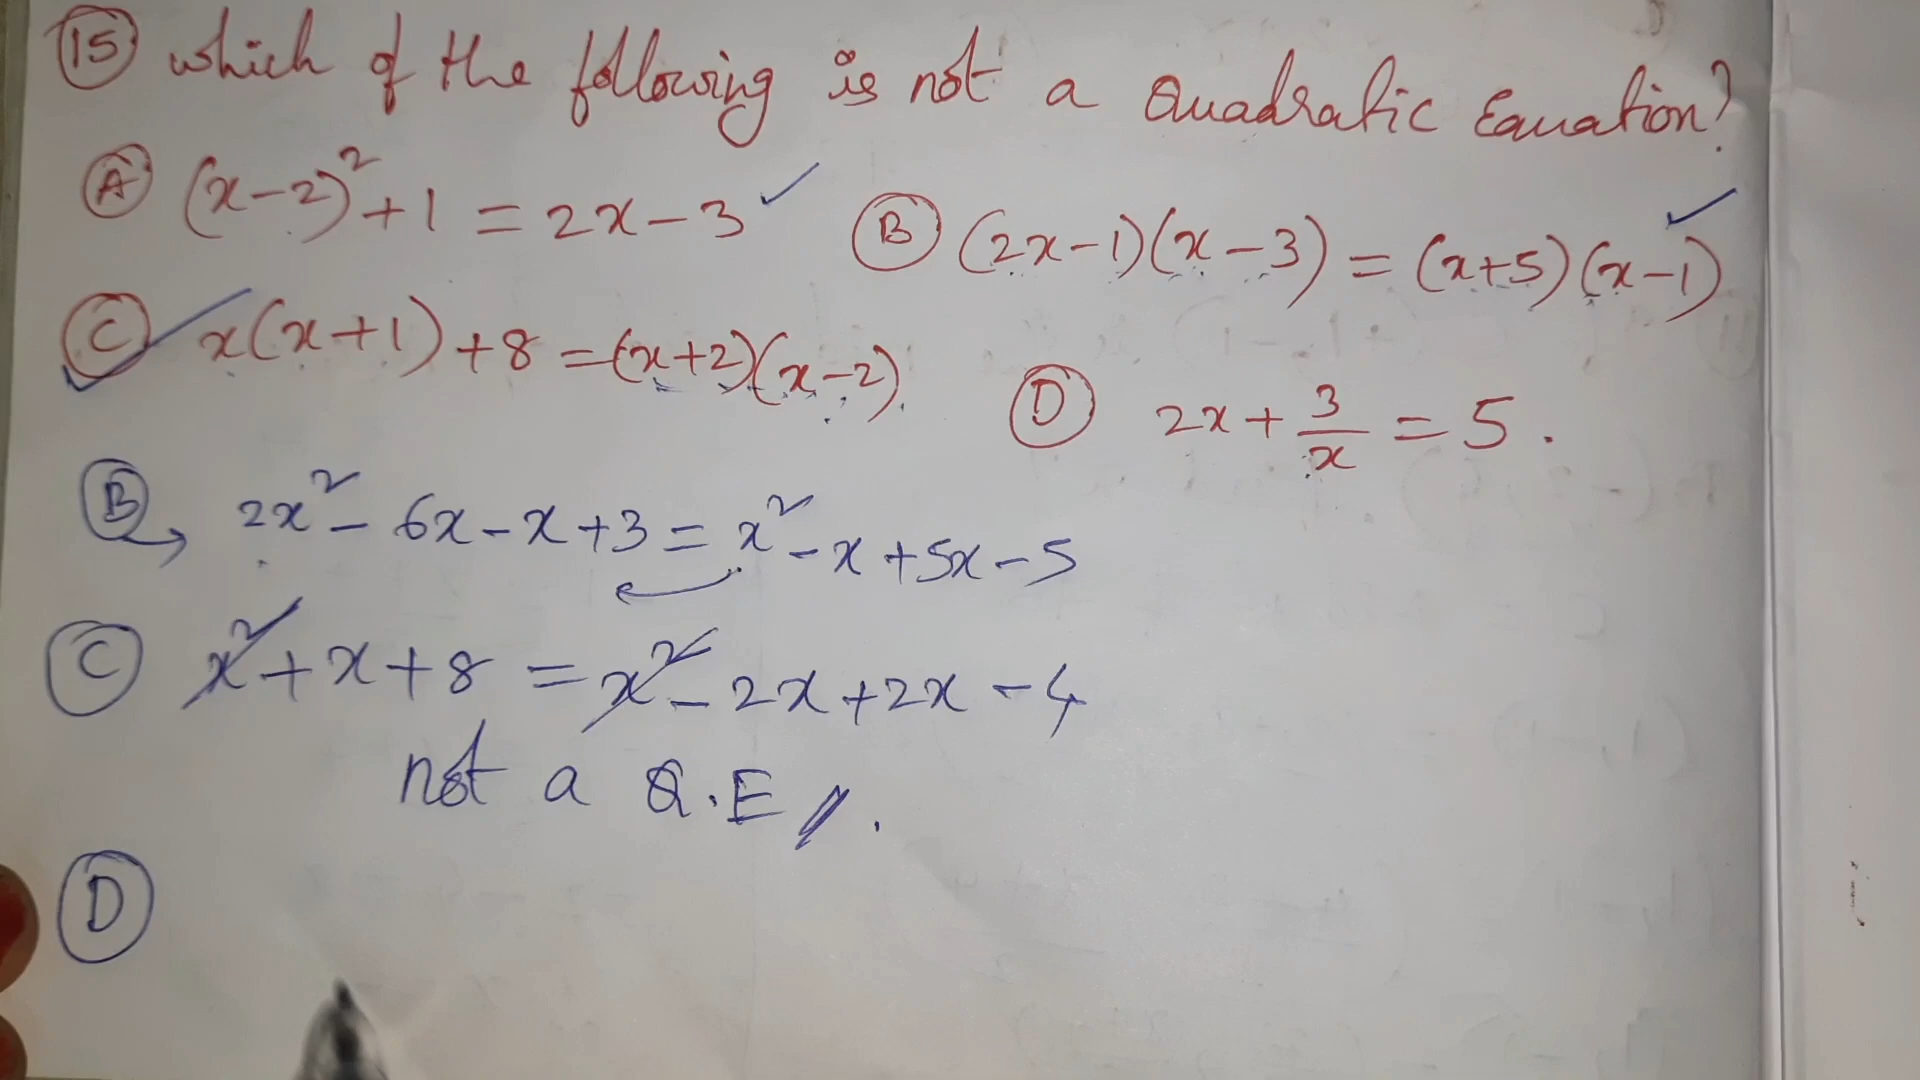 15 which of the following is not a Quadratic Equation?
A (x-2)²+1 = 2x-3 ✓
B (2x-1)(x-3) = (x+5)(x-1) ✓
C ✓ x(x+1)+8 = (x+2)(x-2).
D 2x + 3/x = 5.
B → 2x² - 6x - x + 3 = x² - x + 5x - 5
C x² + x + 8 = x² - 2x + 2x - 4
not a Q.E.
D